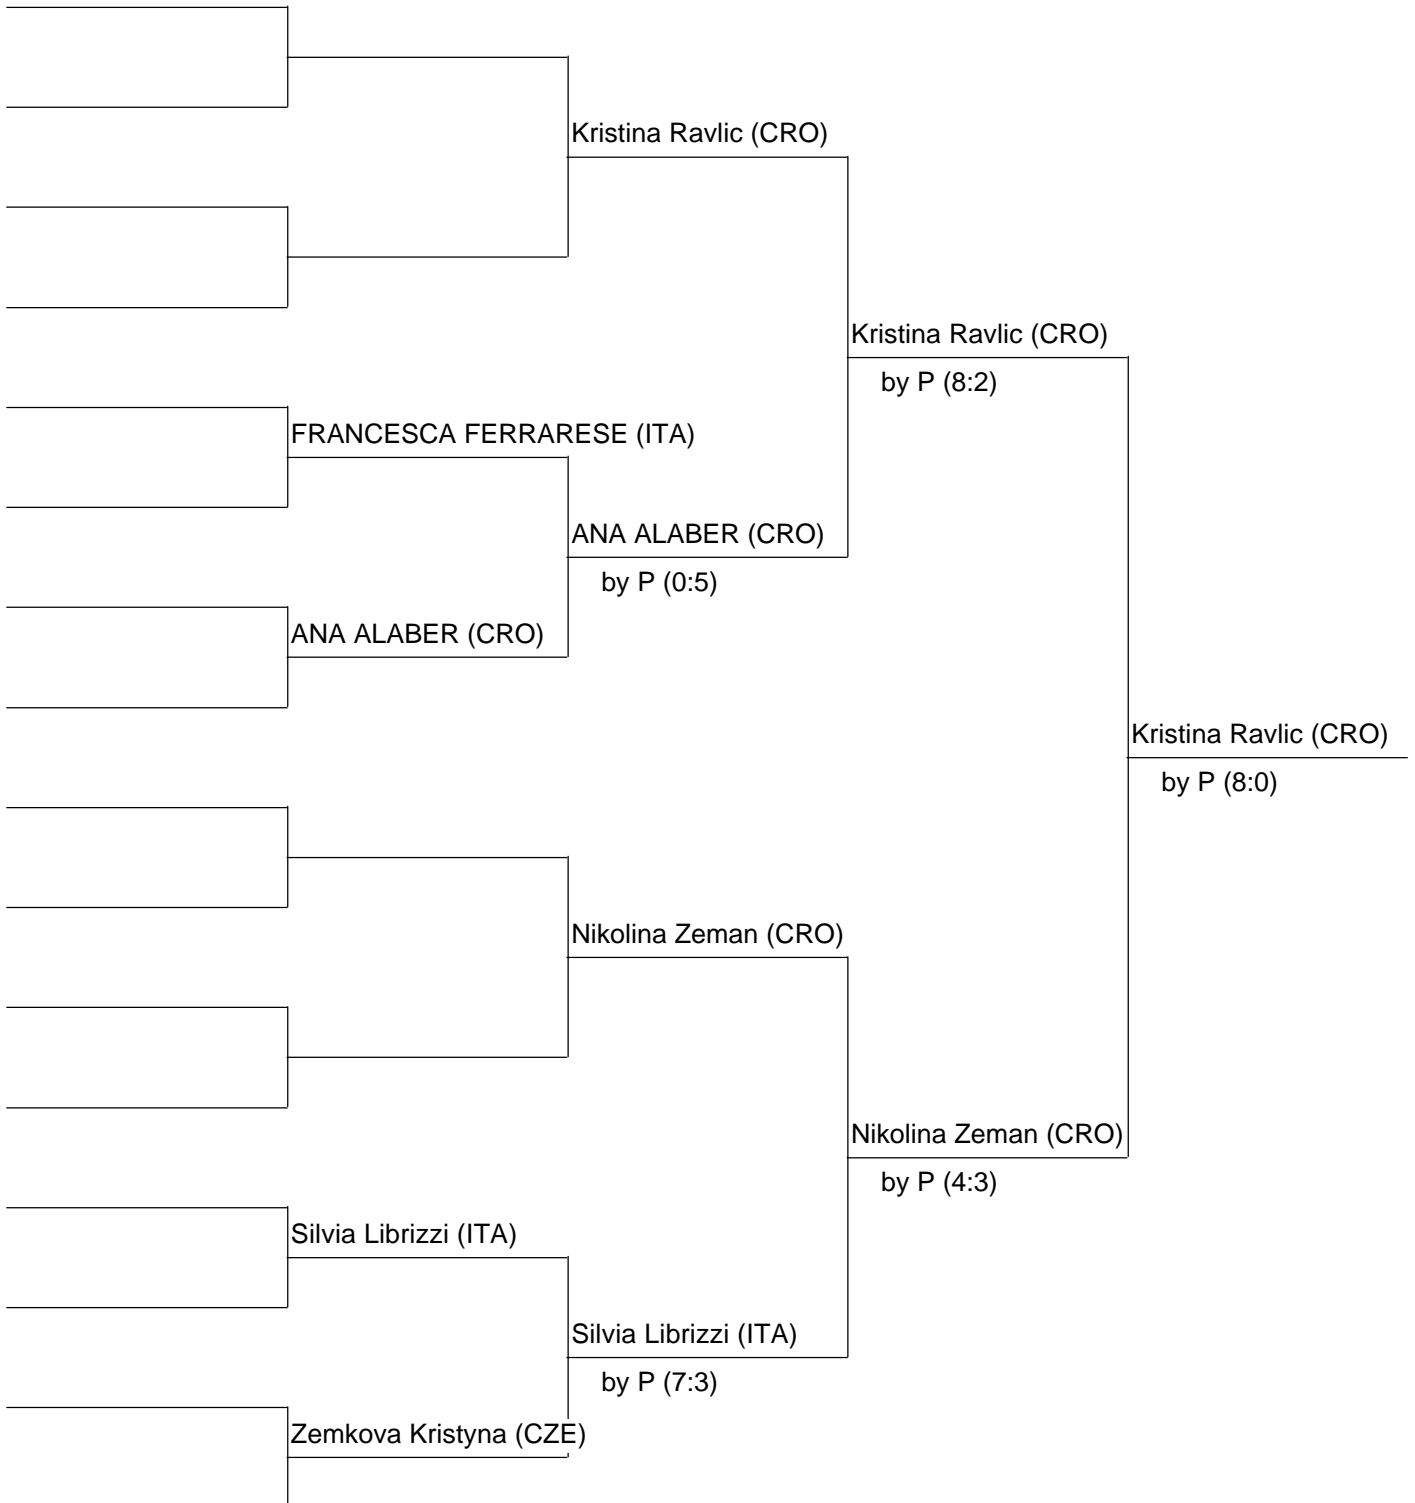 Kristina Ravlic (CRO)
Kristina Ravlic (CRO)
by P (8:2)
FRANCESCA FERRARESE (ITA)
ANA ALABER (CRO)
by P (0:5)
ANA ALABER (CRO)
Kristina Ravlic (CRO)
by P (8:0)
Nikolina Zeman (CRO)
Nikolina Zeman (CRO)
by P (4:3)
Silvia Librizzi (ITA)
Silvia Librizzi (ITA)
by P (7:3)
Zemkova Kristyna (CZE)